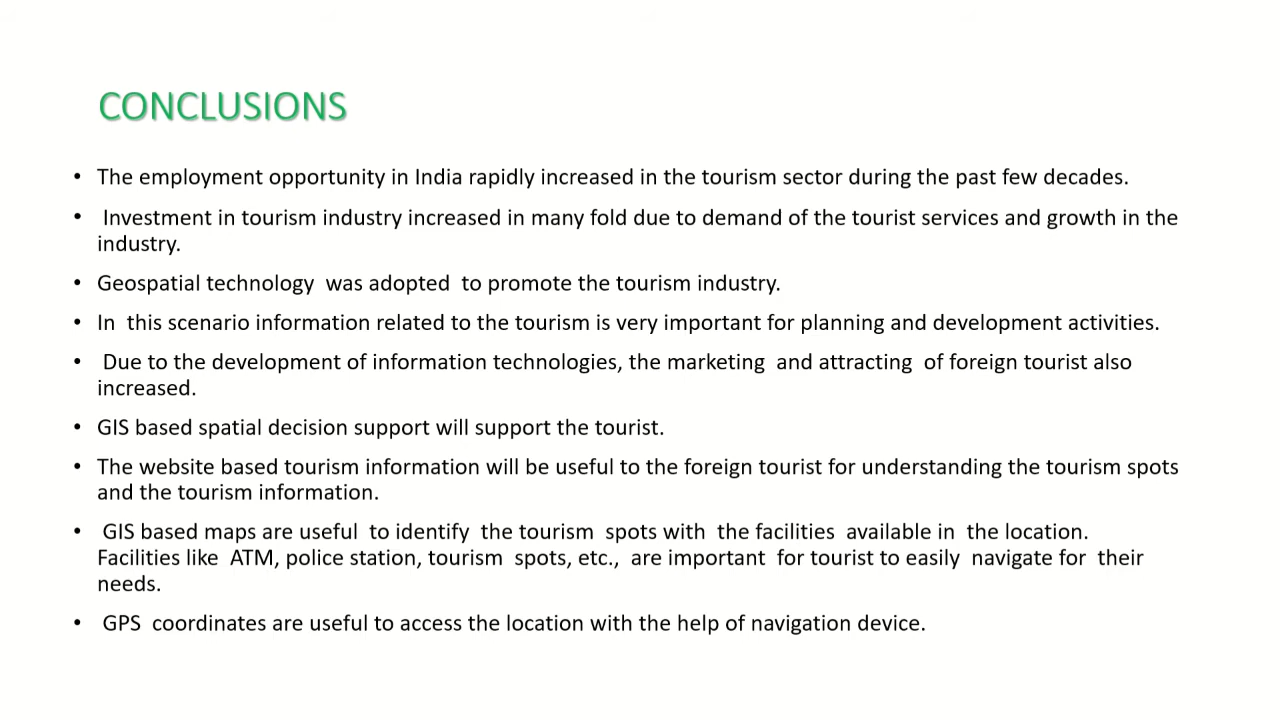 CONCLUSIONS
• The employment opportunity in India rapidly increased in the tourism sector during the past few decades.
• Investment in tourism industry increased in many fold due to demand of the tourist services and growth in the
industry.
• Geospatial technology  was adopted  to promote the tourism industry.
• In  this scenario information related to the tourism is very important for planning and development activities.
• Due to the development of information technologies, the marketing  and attracting  of foreign tourist also
increased.
• GIS based spatial decision support will support the tourist.
• The website based tourism information will be useful to the foreign tourist for understanding the tourism spots
and the tourism information.
• GIS based maps are useful  to identify  the tourism  spots with  the facilities  available in  the location.
Facilities like  ATM, police station, tourism  spots, etc.,  are important  for tourist to easily  navigate for  their
needs.
• GPS  coordinates are useful to access the location with the help of navigation device.